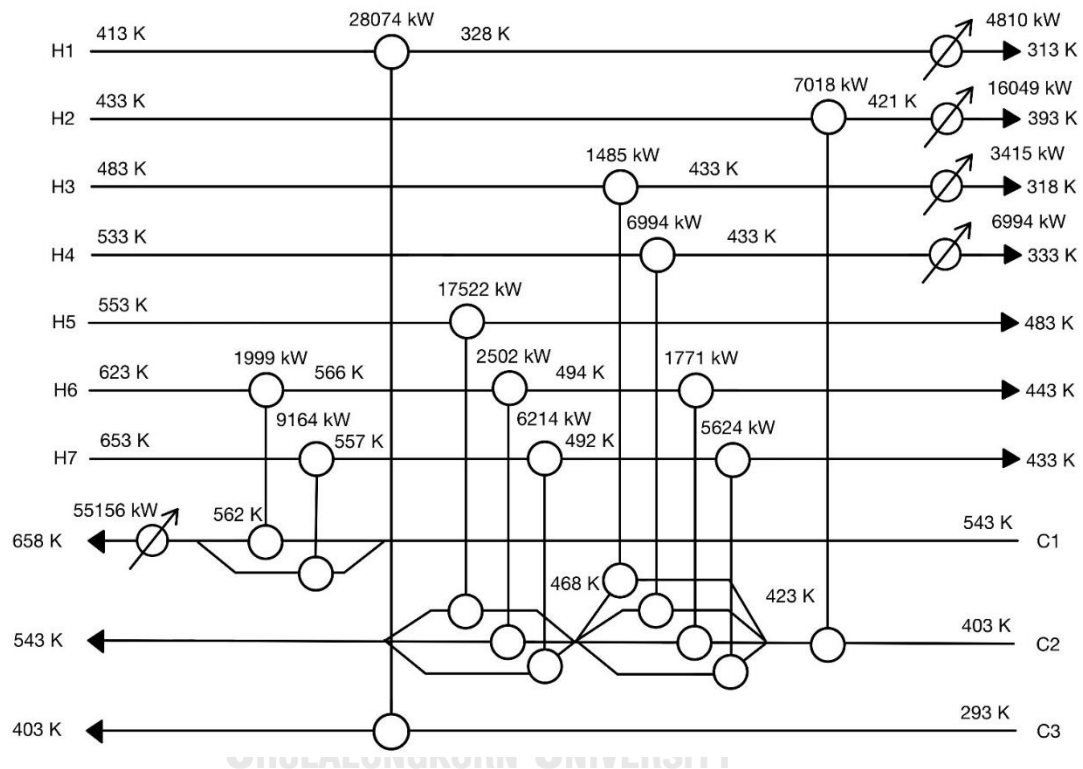 28074 kW 4810 kW
H1 413 K 328 K 313 K
7018 kW 16049 kW
H2 433 K 421 K 393 K
1485 kW 3415 kW
H3 483 K 433 K 318 K
6994 kW 6994 kW
H4 533 K 433 K 333 K
17522 kW
H5 553 K 483 K
1999 kW 2502 kW 1771 kW
H6 623 K 566 K 494 K 443 K
9164 kW 6214 kW 5624 kW
H7 653 K 557 K 492 K 433 K
55156 kW
658 K 562 K 543 K C1
468 K 423 K
543 K 403 K C2
403 K 293 K C3
CHULALONGKORN UNIVERSITY